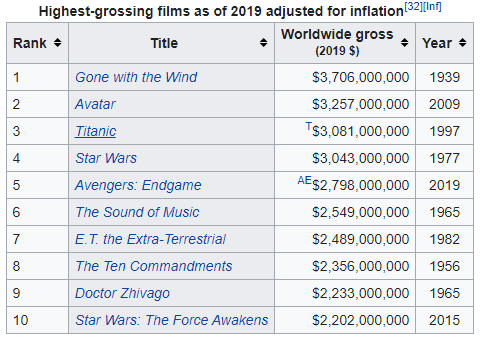 Highest-grossing films as of 2019 adjusted for inflation[32][Inf]
Rank Title Worldwide gross (2019 $) Year
1 Gone with the Wind $3,706,000,000 1939
2 Avatar $3,257,000,000 2009
3 Titanic T$3,081,000,000 1997
4 Star Wars $3,043,000,000 1977
5 Avengers: Endgame AE$2,798,000,000 2019
6 The Sound of Music $2,549,000,000 1965
7 E.T. the Extra-Terrestrial $2,489,000,000 1982
8 The Ten Commandments $2,356,000,000 1956
9 Doctor Zhivago $2,233,000,000 1965
10 Star Wars: The Force Awakens $2,202,000,000 2015